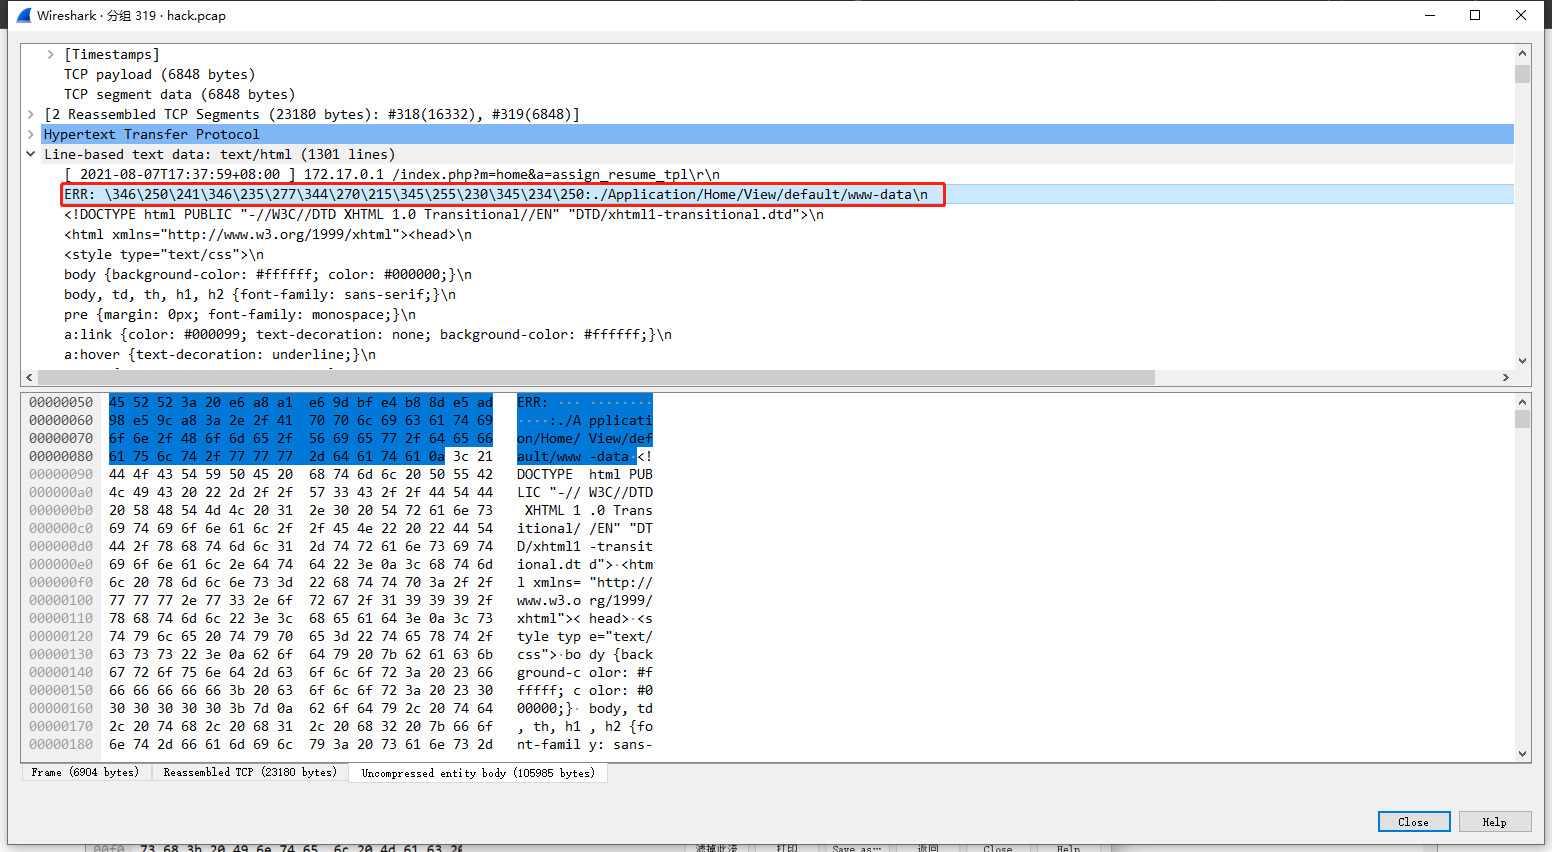 Wireshark · 分组 319 · hack.pcap
[Timestamps]
TCP payload (6848 bytes)
TCP segment data (6848 bytes)
[2 Reassembled TCP Segments (23180 bytes): #318(16332), #319(6848)]
Hypertext Transfer Protocol
Line-based text data: text/html (1301 lines)
[ 2021-08-07T17:37:59+08:00 ] 172.17.0.1 /index.php?m=home&a=assign_resume_tpl\r\n
ERR: \346\250\241\346\235\277\344\270\215\345\255\230\345\234\250:./Application/Home/View/default/www-data\n
<!DOCTYPE html PUBLIC "-//W3C//DTD XHTML 1.0 Transitional//EN" "DTD/xhtml1-transitional.dtd">\n
<html xmlns="http://www.w3.org/1999/xhtml"><head>\n
<style type="text/css">\n
body {background-color: #ffffff; color: #000000;}\n
body, td, th, h1, h2 {font-family: sans-serif;}\n
pre {margin: 0px; font-family: monospace;}\n
a:link {color: #000099; text-decoration: none; background-color: #ffffff;}\n
a:hover {text-decoration: underline;}\n
00000050 45 52 52 3a 20 e6 a8 a1 e6 9d bf e4 b8 8d e5 ad ERR: ··· ········
00000060 98 e5 9c a8 3a 2e 2f 41 70 70 6c 69 63 61 74 69 ····:./A pplicati
00000070 6f 6e 2f 48 6f 6d 65 2f 56 69 65 77 2f 64 65 66 on/Home/ View/def
00000080 61 75 6c 74 2f 77 77 77 2d 64 61 74 61 0a 3c 21 ault/www -data·<!
00000090 44 4f 43 54 59 50 45 20 68 74 6d 6c 20 50 55 42 DOCTYPE html PUB
000000a0 4c 49 43 20 22 2d 2f 2f 57 33 43 2f 2f 44 54 44 LIC "-// W3C//DTD
000000b0 20 58 48 54 4d 4c 20 31 2e 30 20 54 72 61 6e 73 XHTML 1 .0 Trans
000000c0 69 74 69 6f 6e 61 6c 2f 2f 45 4e 22 20 22 44 54 itional/ /EN" "DT
000000d0 44 2f 78 68 74 6d 6c 31 2d 74 72 61 6e 73 69 74 D/xhtml1 -transit
000000e0 69 6f 6e 61 6c 2e 64 74 64 22 3e 0a 3c 68 74 6d ional.dt d">·<htm
000000f0 6c 20 78 6d 6c 6e 73 3d 22 68 74 74 70 3a 2f 2f l xmlns= "http://
00000100 77 77 77 2e 77 33 2e 6f 72 67 2f 31 39 39 39 2f www.w3.o rg/1999/
00000110 78 68 74 6d 6c 22 3e 3c 68 65 61 64 3e 0a 3c 73 xhtml">< head>·<s
00000120 74 79 6c 65 20 74 79 70 65 3d 22 74 65 78 74 2f tyle typ e="text/
00000130 63 73 73 22 3e 0a 62 6f 64 79 20 7b 62 61 63 6b css">·bo dy {back
00000140 67 72 6f 75 6e 64 2d 63 6f 6c 6f 72 3a 20 23 66 ground-c olor: #f
00000150 66 66 66 66 66 3b 20 63 6f 6c 6f 72 3a 20 23 30 fffff; c olor: #0
00000160 30 30 30 30 30 3b 7d 0a 62 6f 64 79 2c 20 74 64 00000;}· body, td
00000170 2c 20 74 68 2c 20 68 31 2c 20 68 32 20 7b 66 6f , th, h1 , h2 {fo
00000180 6e 74 2d 66 61 6d 69 6c 79 3a 20 73 61 6e 73 2d nt-famil y: sans-
Frame (6904 bytes) Reassembled TCP (23180 bytes) Uncompressed entity body (105985 bytes)
Close Help